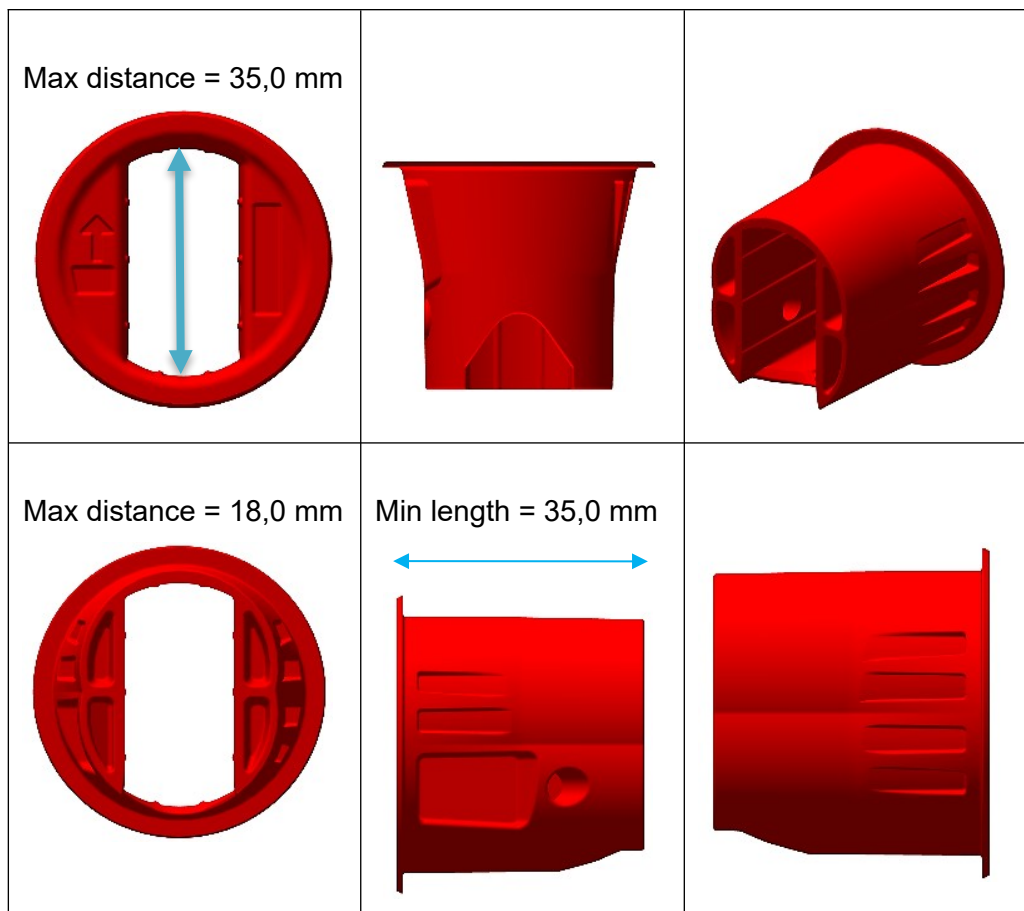 Max distance = 35,0 mm
Max distance = 18,0 mm
Min length = 35,0 mm